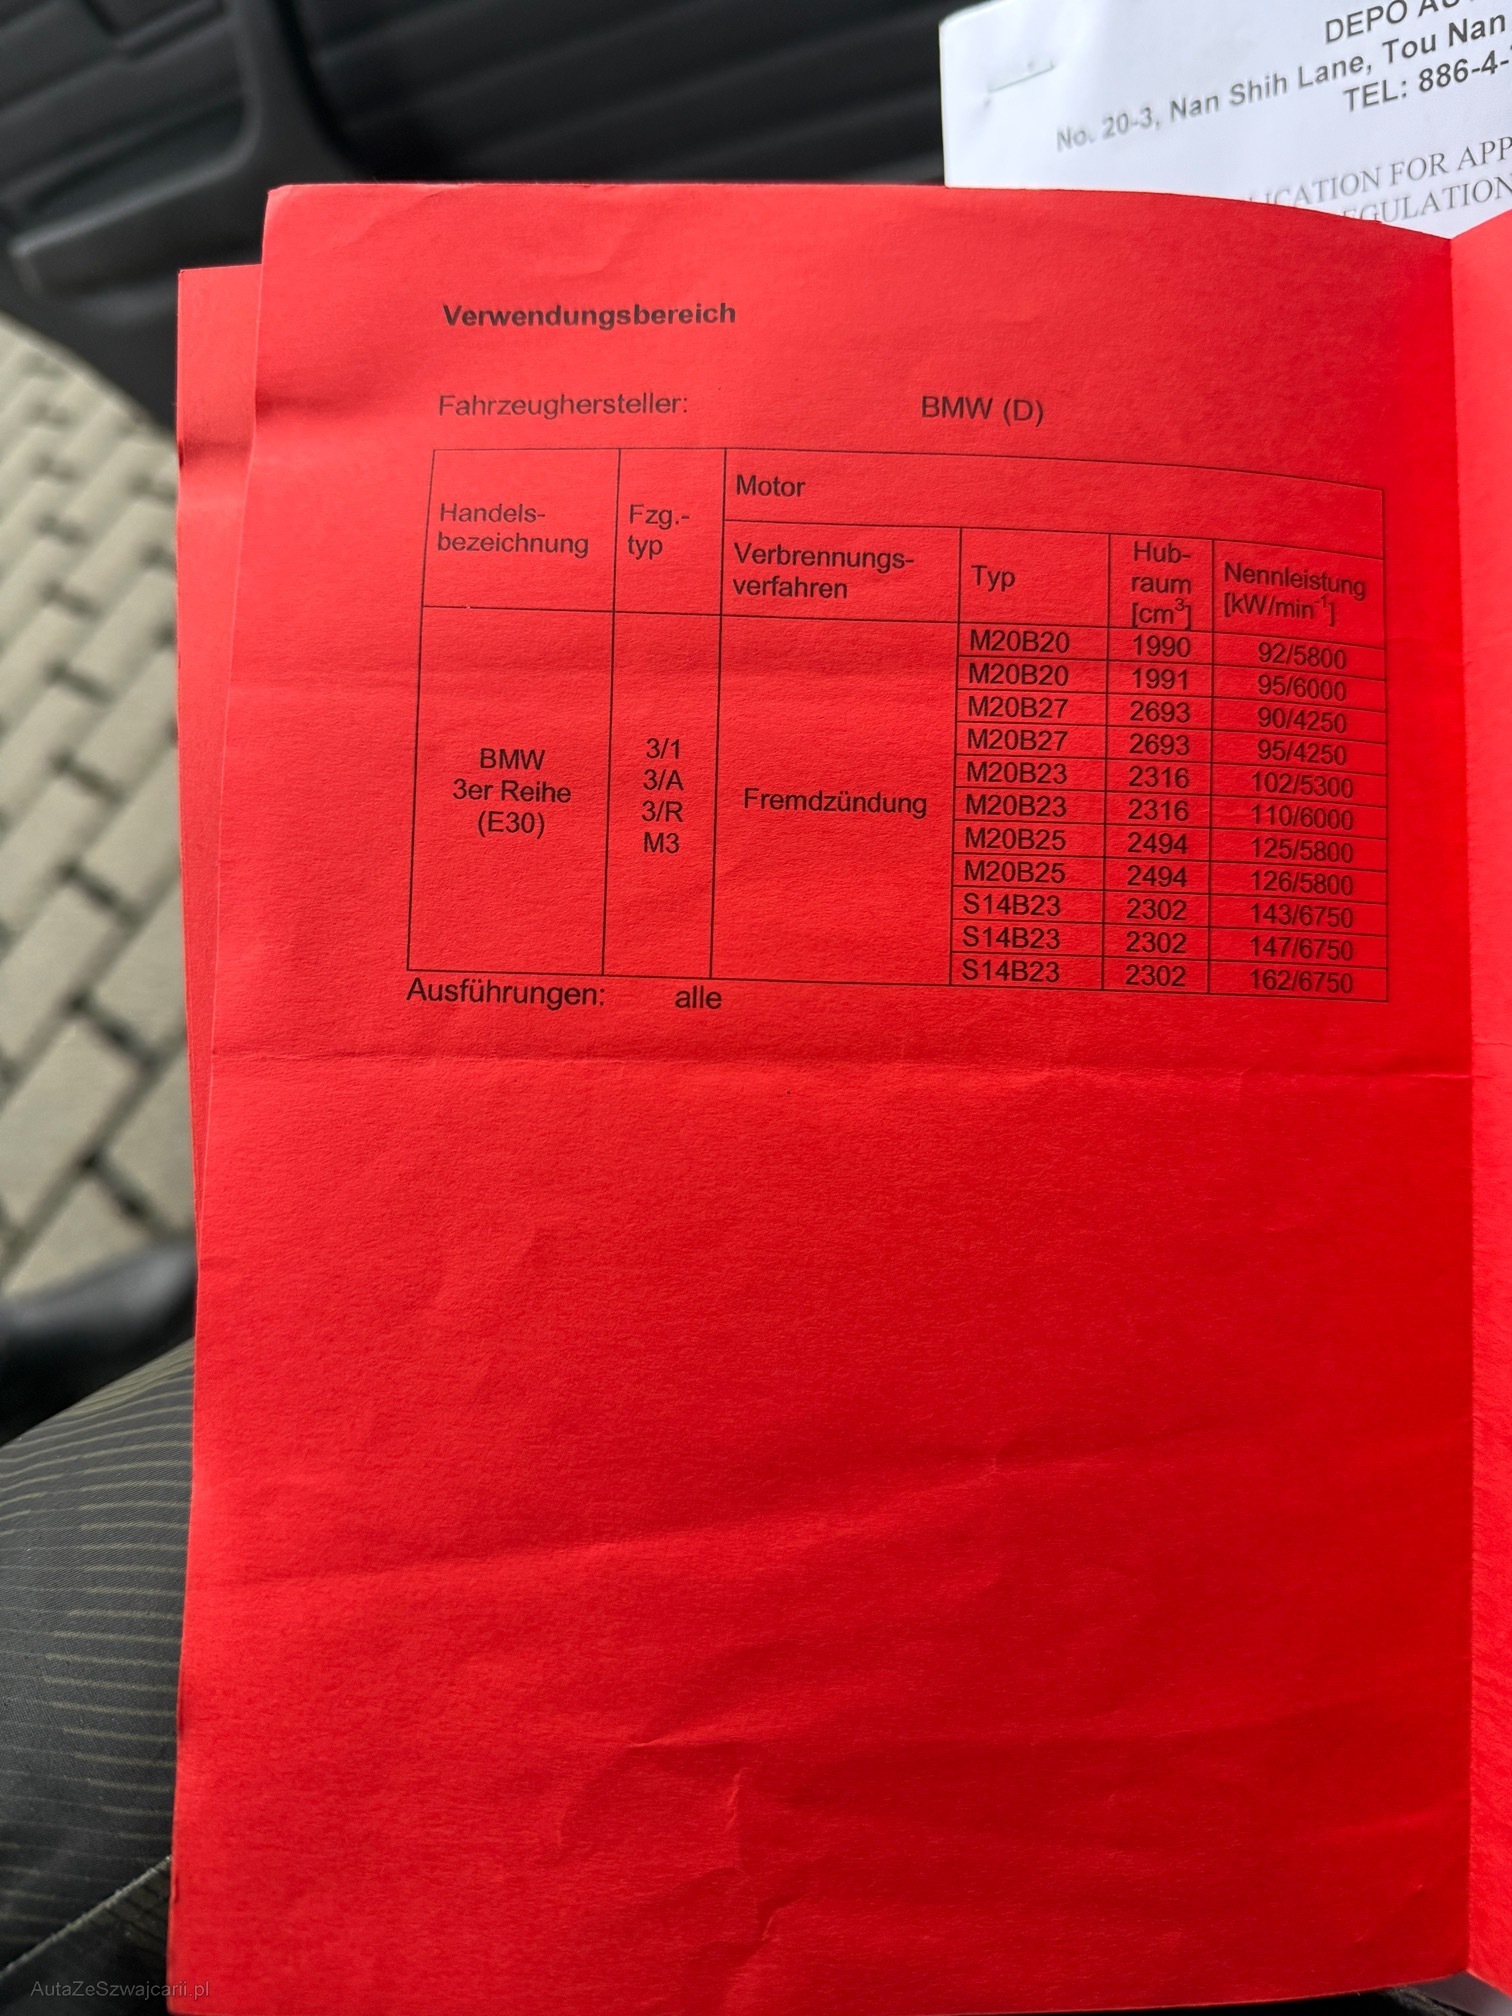 DEPO
No. 20-3, Nan Shih Lane, Tou Nan
TEL: 886-4-
FOR APP
Verwendungsbereich
Fahrzeughersteller: BMW (D)
Handels-
bezeichnung
Fzg.-
typ
Motor
Verbrennungs-
verfahren
Typ
Hub-
raum
[cm³]
Nennleistung
[kW/min⁻¹]
BMW
3er Reihe
(E30)
3/1
3/A
3/R
M3
Fremdzündung
M20B20 1990 92/5800
M20B20 1991 95/6000
M20B27 2693 90/4250
M20B27 2693 95/4250
M20B23 2316 102/5300
M20B23 2316 110/6000
M20B25 2494 125/5800
M20B25 2494 126/5800
S14B23 2302 143/6750
S14B23 2302 147/6750
S14B23 2302 162/6750
Ausführungen: alle
AutaZeSzwajcarii.pl